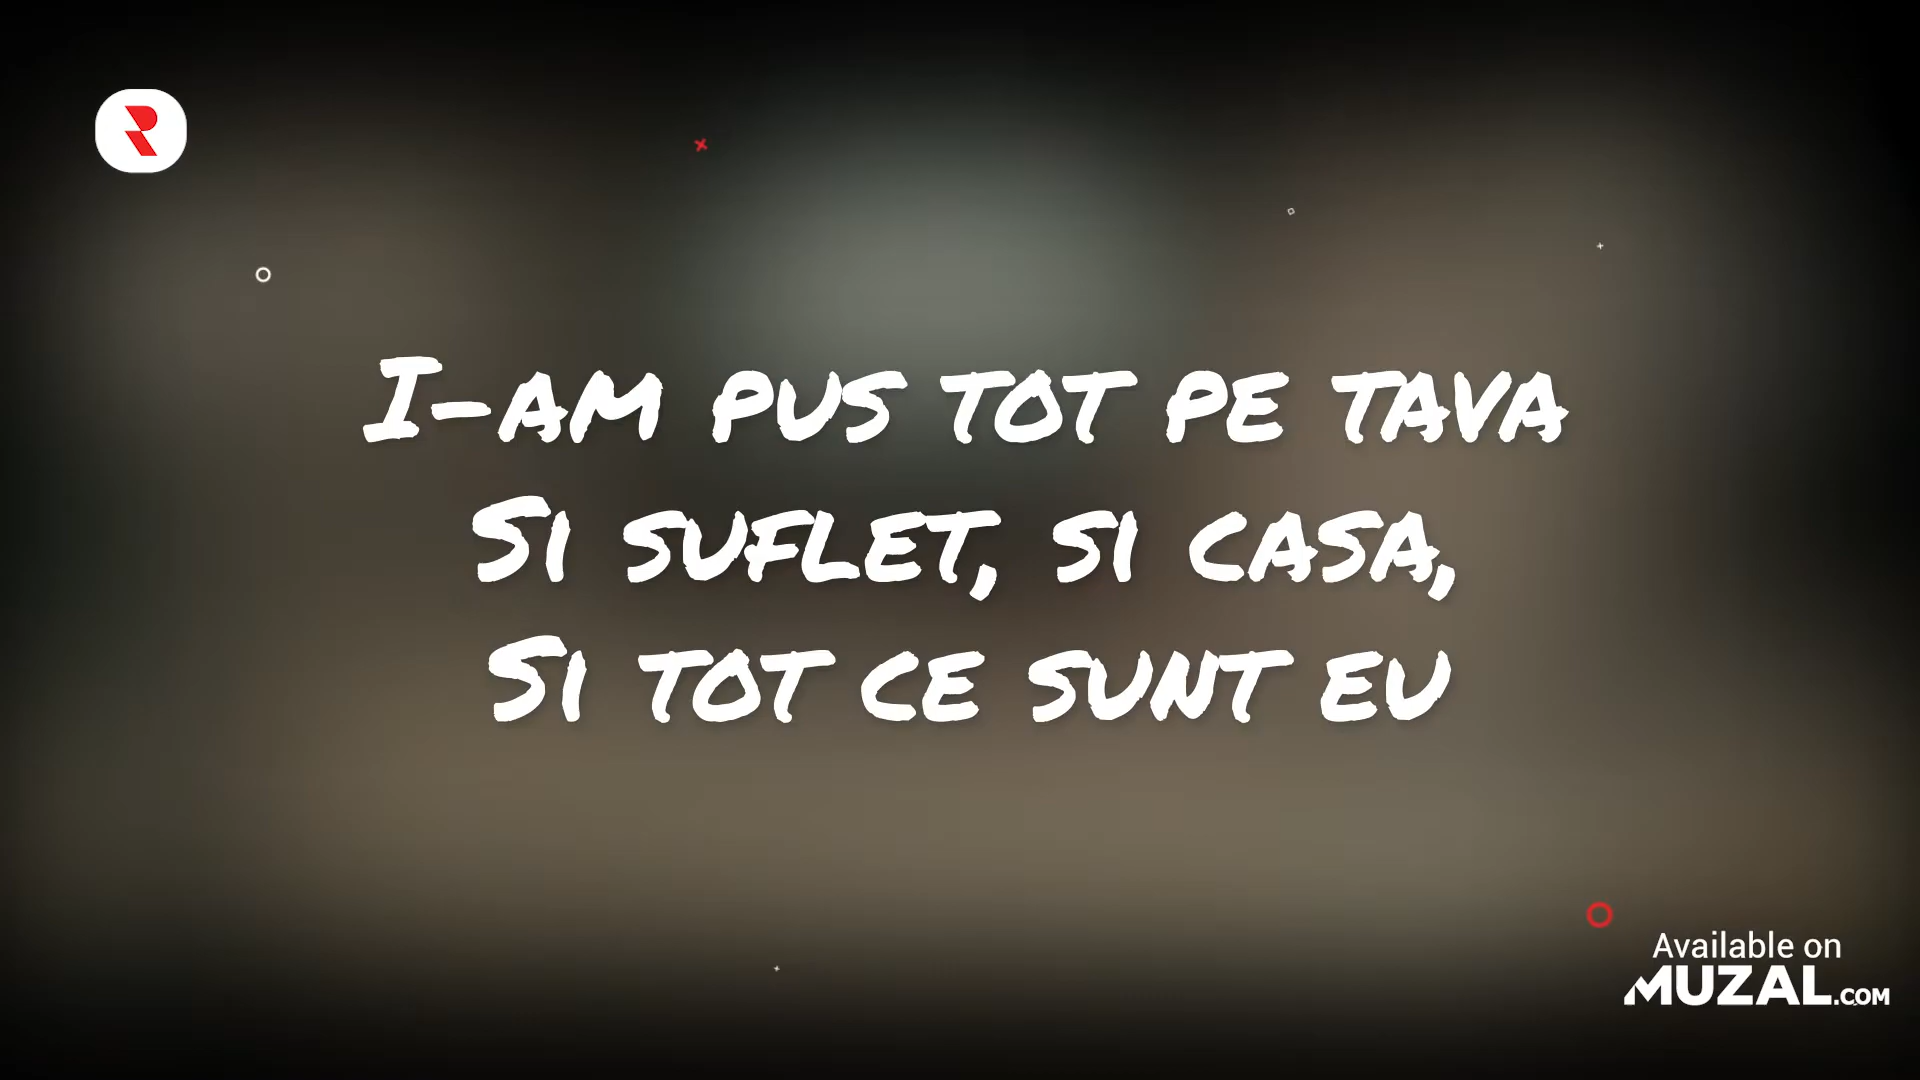 I-am pus tot pe tava
Si suflet, si casa,
Si tot ce sunt eu
Available on
MUZAL.COM